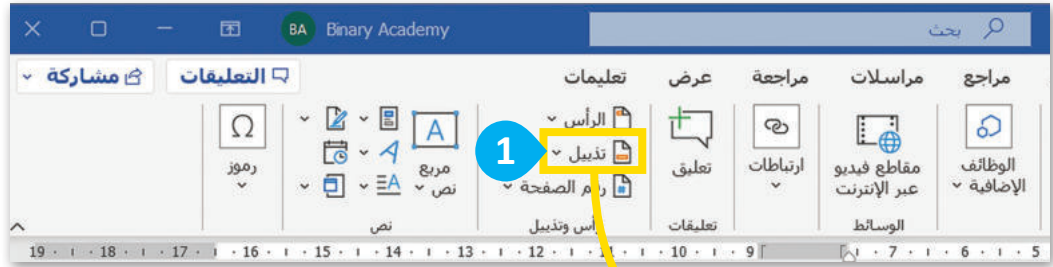 بحث Binary Academy BA
مراجع مراسلات مراجعة عرض تعليمات التعليقات مشاركة
الوظائف الإضافية
مقاطع فيديو عبر الإنترنت
ارتباطات
تعليق
الرأس
1 تذييل
رقم الصفحة
A
مربع نص
A
A
Ω
رموز
الوسائط تعليقات رأس وتذييل نص
19 18 17 16 15 14 13 12 11 10 9 7 6 5